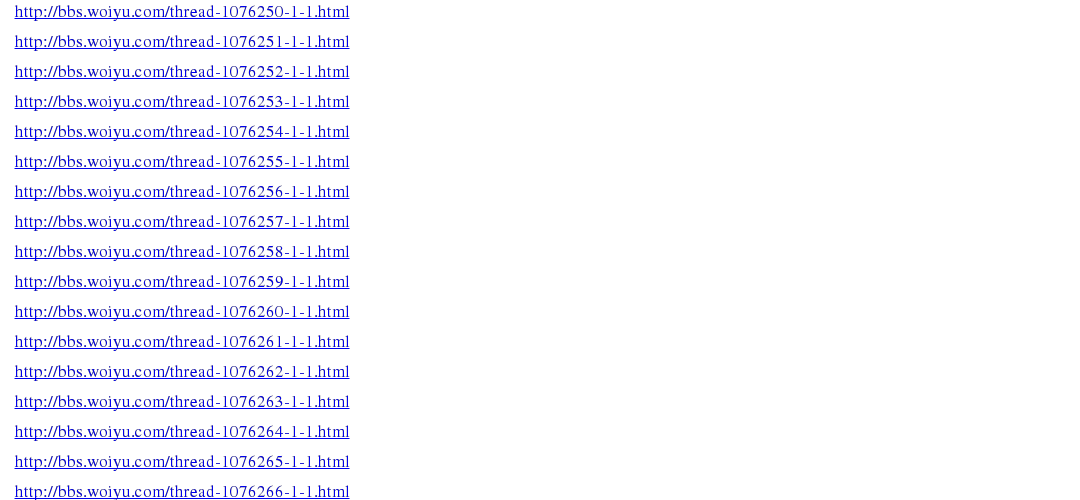 http://bbs.woiyu.com/thread-1076250-1-1.html
http://bbs.woiyu.com/thread-1076251-1-1.html
http://bbs.woiyu.com/thread-1076252-1-1.html
http://bbs.woiyu.com/thread-1076253-1-1.html
http://bbs.woiyu.com/thread-1076254-1-1.html
http://bbs.woiyu.com/thread-1076255-1-1.html
http://bbs.woiyu.com/thread-1076256-1-1.html
http://bbs.woiyu.com/thread-1076257-1-1.html
http://bbs.woiyu.com/thread-1076258-1-1.html
http://bbs.woiyu.com/thread-1076259-1-1.html
http://bbs.woiyu.com/thread-1076260-1-1.html
http://bbs.woiyu.com/thread-1076261-1-1.html
http://bbs.woiyu.com/thread-1076262-1-1.html
http://bbs.woiyu.com/thread-1076263-1-1.html
http://bbs.woiyu.com/thread-1076264-1-1.html
http://bbs.woiyu.com/thread-1076265-1-1.html
http://bbs.woiyu.com/thread-1076266-1-1.html